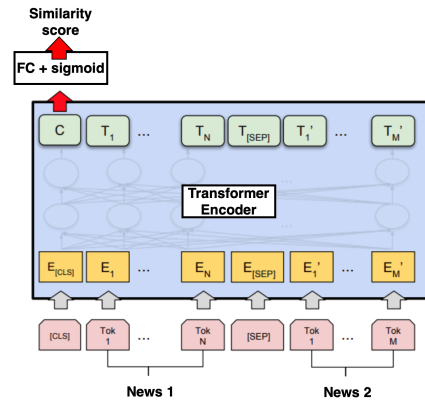 Similarity
score
FC + sigmoid
C T1 ... TN T[SEP] T1' ... TM'
...
Transformer
Encoder
...
E[CLS] E1 ... EN E[SEP] E1' ... EM'
[CLS] Tok 1 ... Tok N [SEP] Tok 1 ... Tok M
News 1 News 2